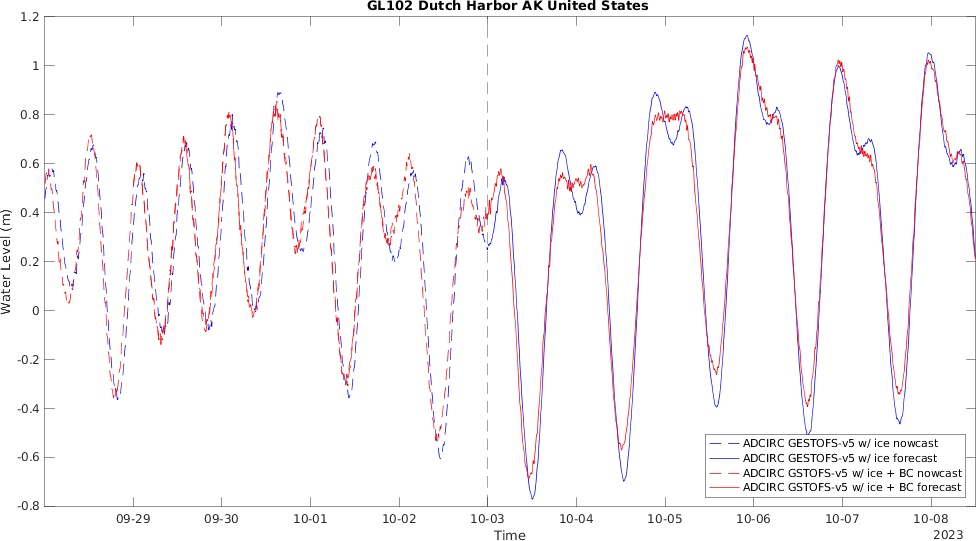 GL102 Dutch Harbor AK United States
1.2
1
0.8
0.6
0.4
0.2
0
-0.2
-0.4
-0.6
-0.8
Water Level (m)
ADCIRC GESTOFS-v5 w/ ice nowcast
ADCIRC GESTOFS-v5 w/ ice forecast
ADCIRC GSTOFS-v5 w/ ice + BC nowcast
ADCIRC GSTOFS-v5 w/ ice + BC forecast
09-29 09-30 10-01 10-02 10-03 10-04 10-05 10-06 10-07 10-08
Time 2023